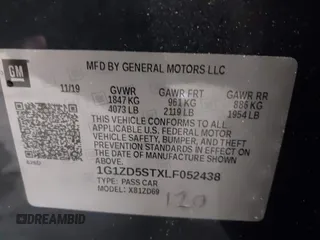 GM
MFD BY GENERAL MOTORS LLC
11/19 GVWR GAWR FRT GAWR RR
1847 KG 961 KG 886 KG
4073 LB 2119 LB 1954 LB
THIS VEHICLE CONFORMS TO ALL
APPLICABLE U.S. FEDERAL MOTOR
VEHICLE SAFETY, BUMPER, AND
THEFT PREVENTION STANDARDS
IN EFFECT ON THE DATE OF
MANUFACTURE SHOWN ABOVE.
1G1ZD5STXLF052438
TYPE: PASS CAR
MODEL: X81ZD69
120
DREAMBID